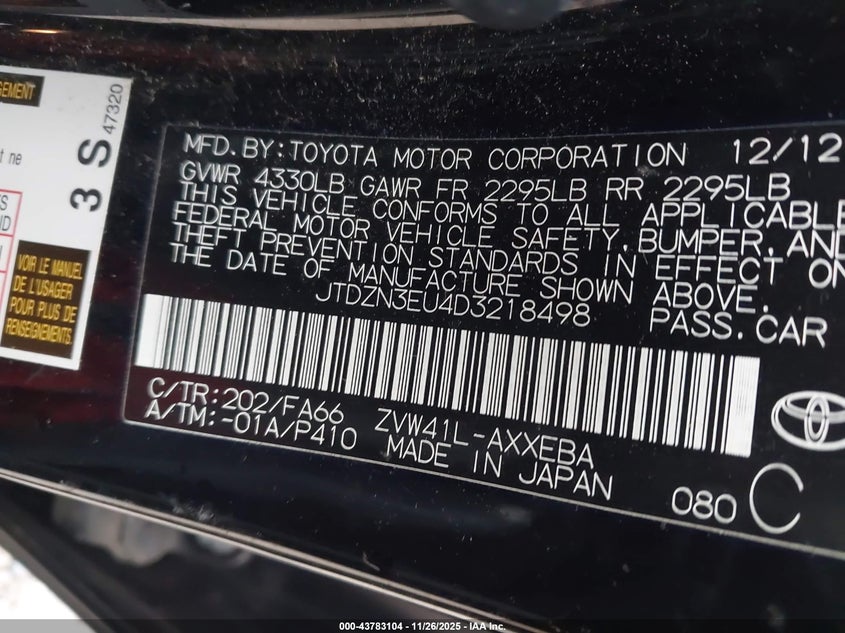 GEMENT
t ne
S
ND
VOIR LE MANUEL
DE L'USAGER
POUR PLUS DE
RENSEIGNEMENTS.
3 S 47320
MFD.BY:TOYOTA MOTOR CORPORATION 12/12
GVWR 4330LB GAWR FR 2295LB RR 2295LB
THIS VEHICLE CONFORMS TO ALL APPLICABLE
FEDERAL MOTOR VEHICLE SAFETY,BUMPER,AND
THEFT PREVENTION STANDARDS IN EFFECT ON
THE DATE OF MANUFACTURE SHOWN ABOVE.
JTDZN3EU4D3218498 PASS.CAR
C/TR:202/FA66 ZVW41L-AXXEBA
A/TM:-01A/P410 MADE IN JAPAN
080 C
000-43783104 - 11/26/2025 - IAA Inc.